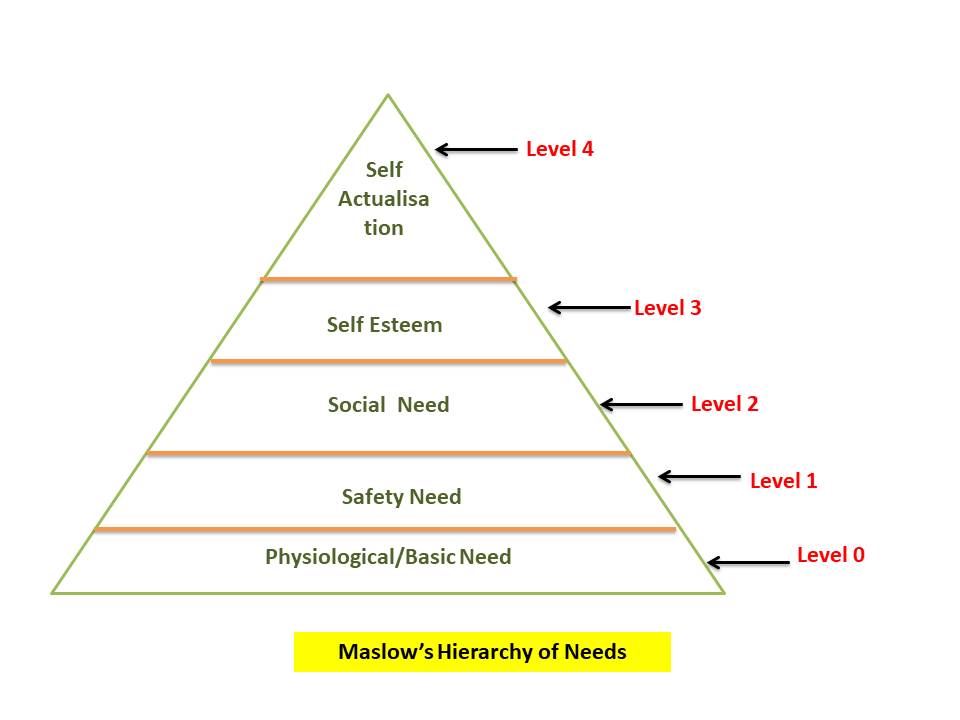 Level 4
Self
Actualisa
tion
Level 3
Self Esteem
Social Need
Level 2
Level 1
Safety Need
Level 0
Physiological/Basic Need
Maslow's Hierarchy of Needs